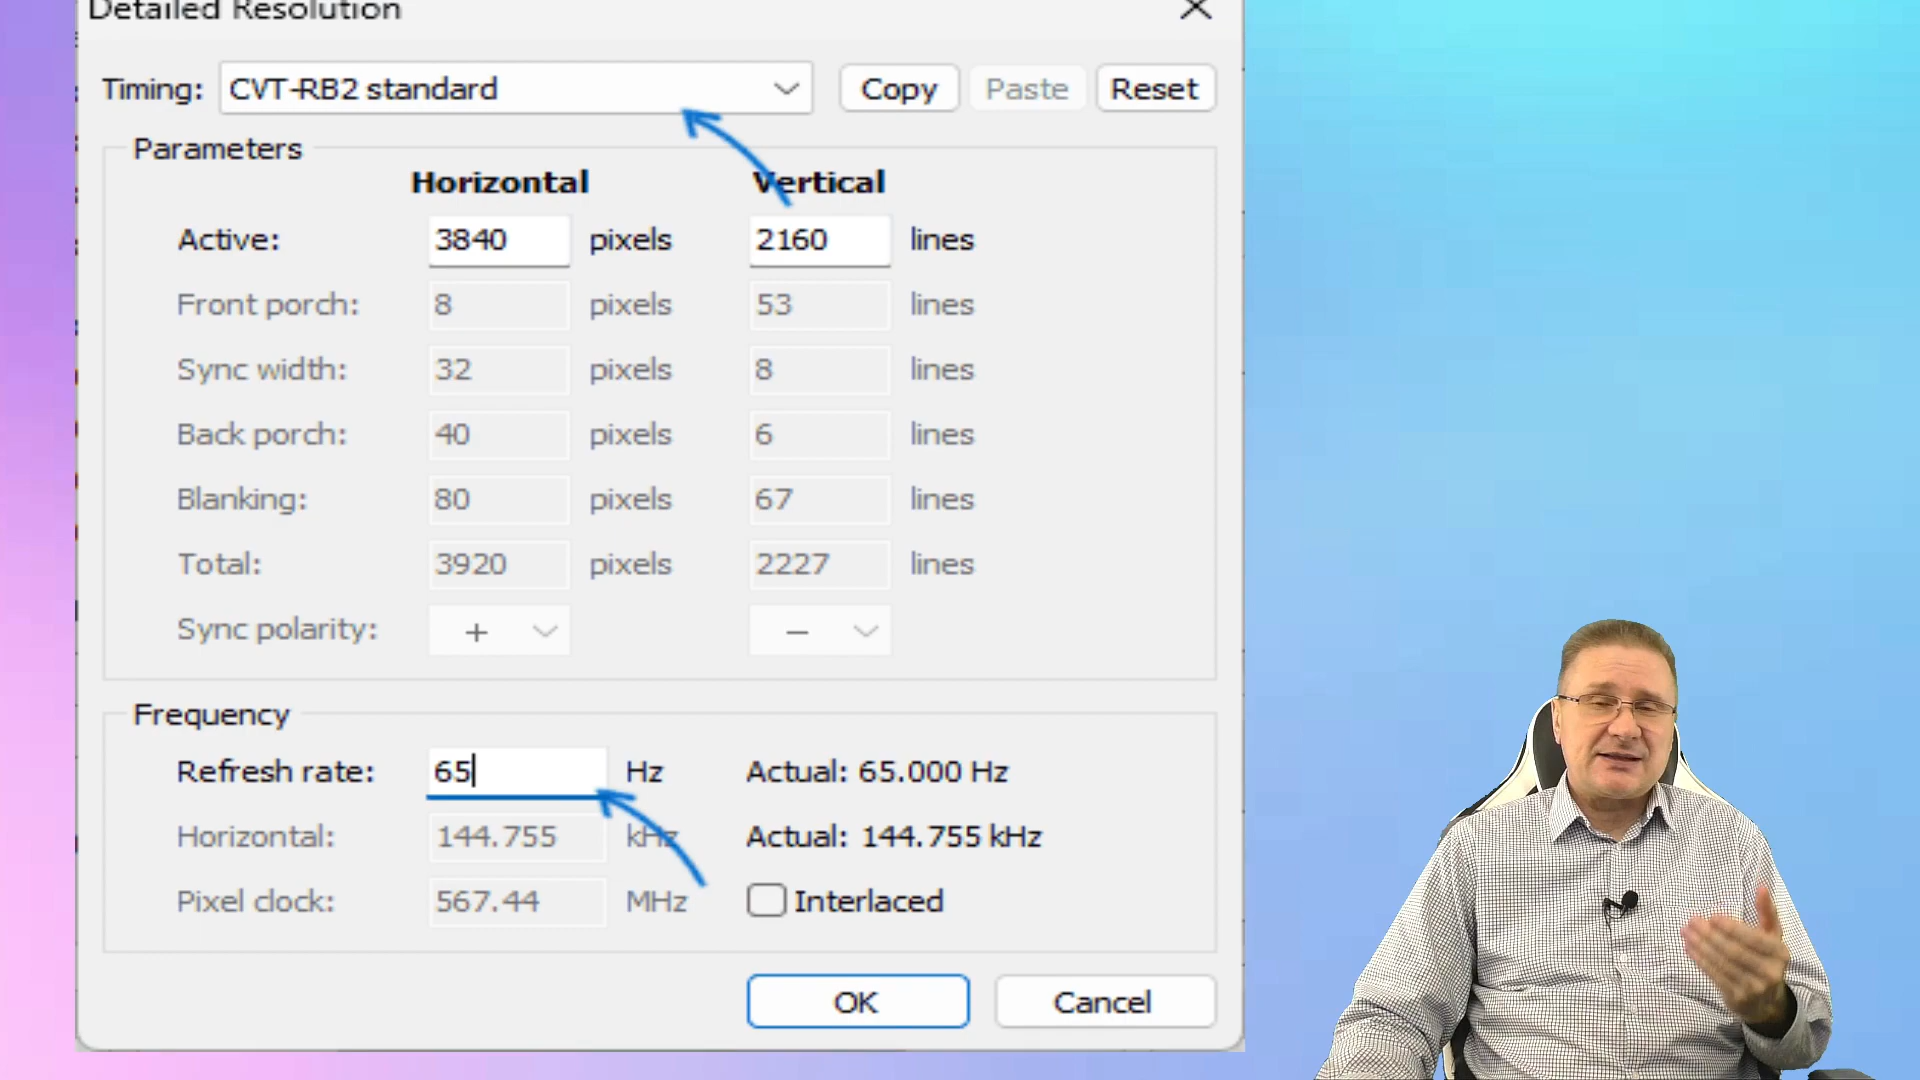 Detailed Resolution
Timing: CVT-RB2 standard Copy Paste Reset
Parameters
Horizontal Vertical
Active: 3840 pixels 2160 lines
Front porch: 8 pixels 53 lines
Sync width: 32 pixels 8 lines
Back porch: 40 pixels 6 lines
Blanking: 80 pixels 67 lines
Total: 3920 pixels 2227 lines
Sync polarity: + −
Frequency
Refresh rate: 65 Hz Actual: 65.000 Hz
Horizontal: 144.755 kHz Actual: 144.755 kHz
Pixel clock: 567.44 MHz Interlaced
OK Cancel